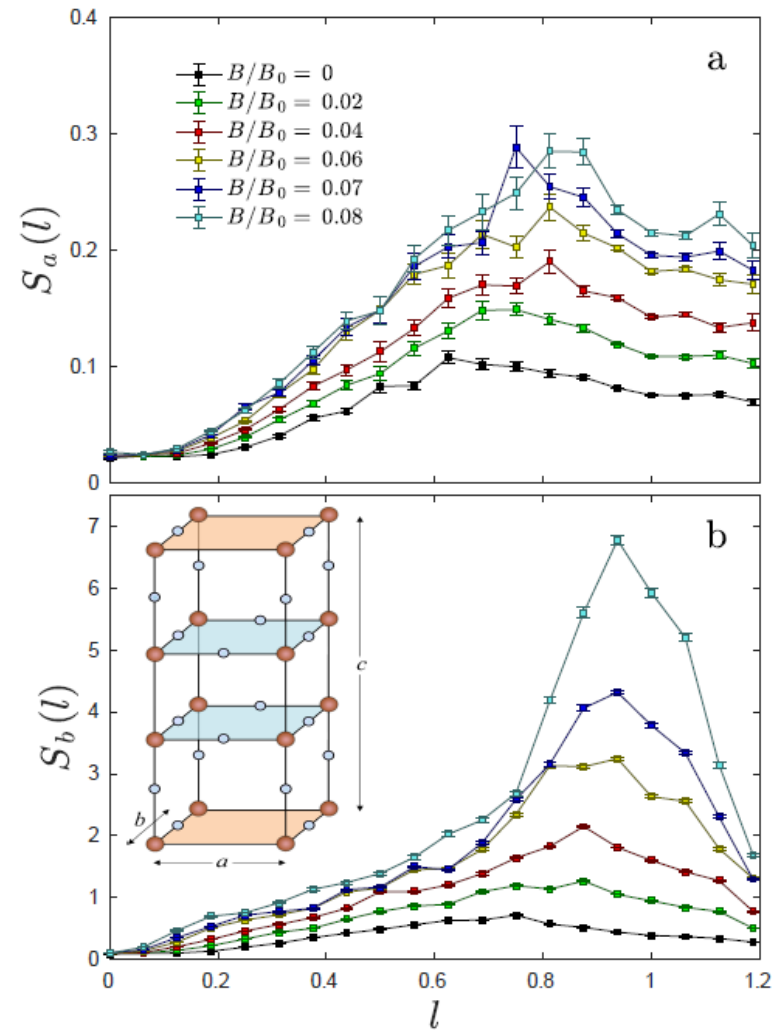 0.4
a
B/B₀ = 0
B/B₀ = 0.02
0.3
B/B₀ = 0.04
B/B₀ = 0.06
B/B₀ = 0.07
B/B₀ = 0.08
Sₐ(l)
0.2
0.1
0
7
b
6
5
c
4
S_b(l)
3
b
2
a
1
0
0 0.2 0.4 0.6 0.8 1 1.2
l